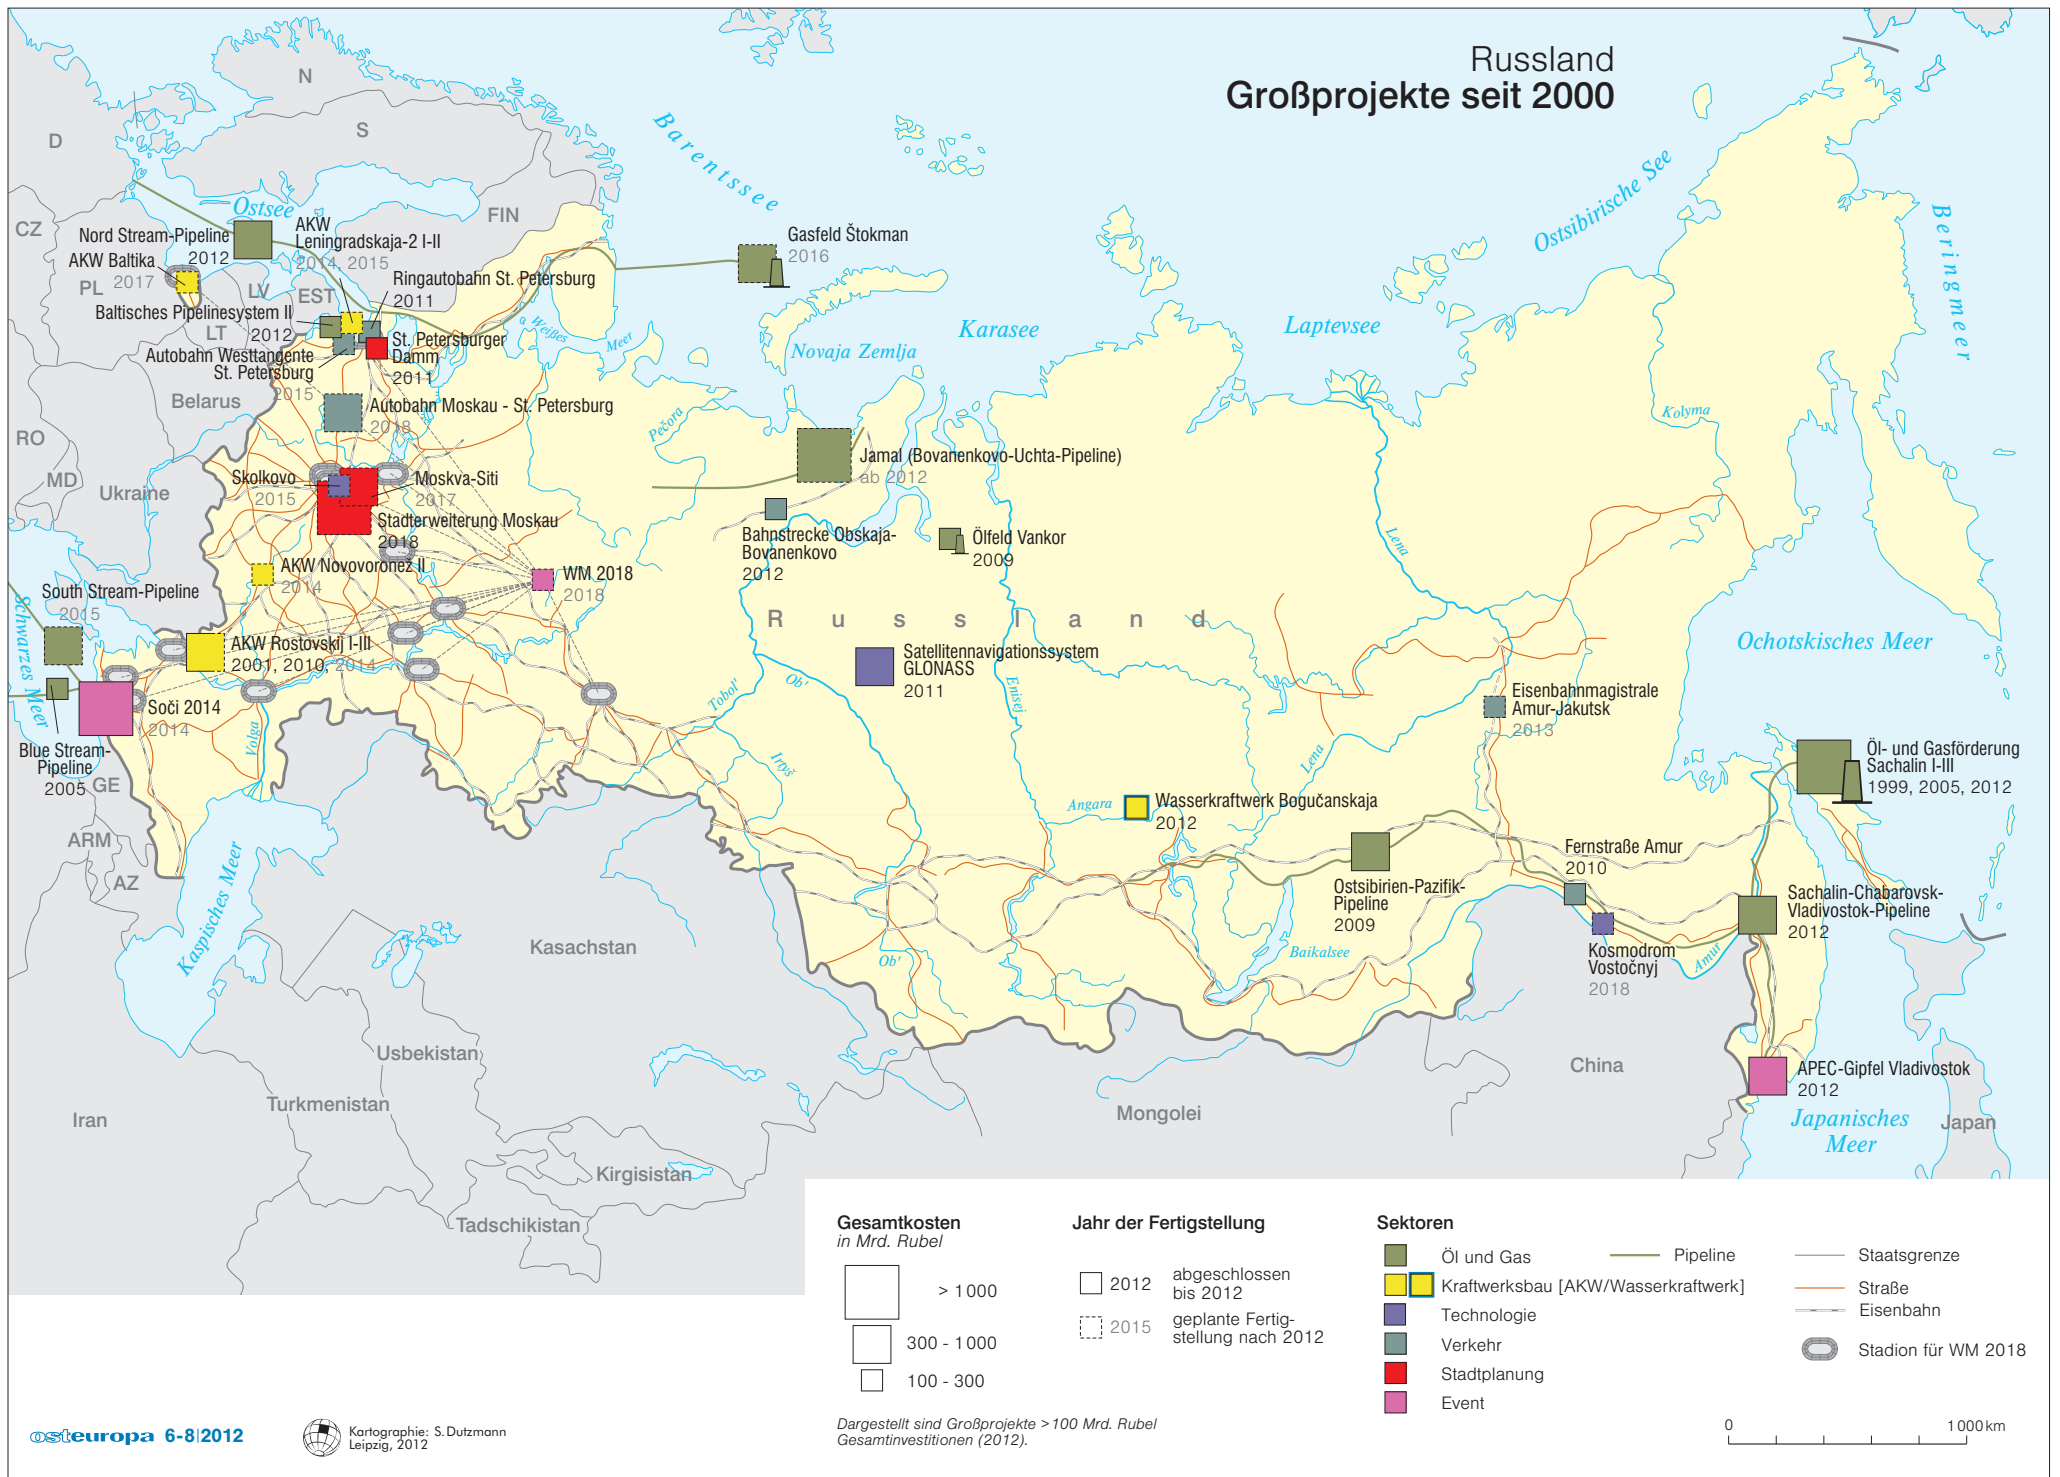 Russland
Großprojekte seit 2000
N
S
D
FIN
CZ
PL
LV
EST
LT
Belarus
RO
MD
Ukraine
GE
ARM
AZ
Iran
Turkmenistan
Usbekistan
Kasachstan
Kirgisistan
Tadschikistan
Mongolei
China
Japan
Russland
Barentssee
Ostsee
Weißes
Meer
Novaja Zemlja
Karasee
Laptevsee
Ostsibirische See
Beringmeer
Ochotskisches Meer
Japanisches
Meer
Schwarzes Meer
Kaspisches Meer
Pečora
Kolyma
Lena
Lena
Enisej
Ob'
Ob'
Tobol'
Irtyš
Angara
Baikalsee
Amur
Volga
Nord Stream-Pipeline
2012
AKW Baltika
2017
AKW
Leningradskaja-2 I-II
2014, 2015
Ringautobahn St. Petersburg
2011
Baltisches Pipelinesystem II
2012
Autobahn Westtangente
St. Petersburg
2015
St. Petersburger
Damm
2011
Autobahn Moskau - St. Petersburg
2018
Skolkovo
2015
Moskva-Siti
2017
Stadterweiterung Moskau
2018
AKW Novovoronež II
2014
WM 2018
2018
South Stream-Pipeline
2015
AKW Rostovskij I-III
2001, 2010, 2014
Soči 2014
2014
Blue Stream-
Pipeline
2005
Gasfeld Štokman
2016
Jamal (Bovanenkovo-Uchta-Pipeline)
ab 2012
Bahnstrecke Obskaja-
Bovanenkovo
2012
Ölfeld Vankor
2009
Satellitennavigationssystem
GLONASS
2011
Eisenbahnmagistrale
Amur-Jakutsk
2013
Öl- und Gasförderung
Sachalin I-III
1999, 2005, 2012
Wasserkraftwerk Bogučanskaja
2012
Ostsibirien-Pazifik-
Pipeline
2009
Fernstraße Amur
2010
Kosmodrom
Vostočnyj
2018
Sachalin-Chabarovsk-
Vladivostok-Pipeline
2012
APEC-Gipfel Vladivostok
2012
Gesamtkosten
in Mrd. Rubel
> 1000
300 - 1000
100 - 300
Dargestellt sind Großprojekte >100 Mrd. Rubel
Gesamtinvestitionen (2012).
Jahr der Fertigstellung
2012 abgeschlossen
bis 2012
2015 geplante Fertig-
stellung nach 2012
Sektoren
Öl und Gas
Kraftwerksbau [AKW/Wasserkraftwerk]
Technologie
Verkehr
Stadtplanung
Event
Pipeline
Staatsgrenze
Straße
Eisenbahn
Stadion für WM 2018
0 1000 km
osteuropa 6-8|2012
Kartographie: S. Dutzmann
Leipzig, 2012